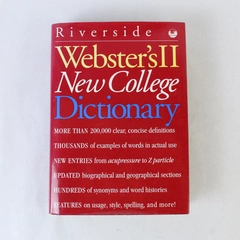 Riverside
Webster'sII
New College
Dictionary
MORE THAN 200,000 clear, concise definitions
THOUSANDS of examples of words in actual use
NEW ENTRIES from acupressure to Z particle
UPDATED biographical and geographical sections
HUNDREDS of synonyms and word histories
FEATURES on usage, style, spelling, and more!